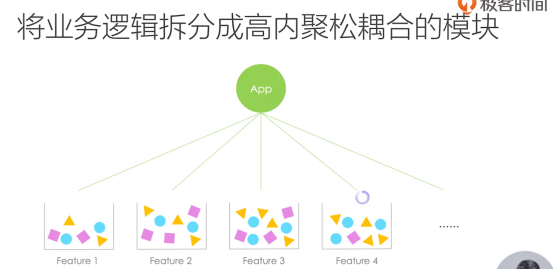 极客时间
将业务逻辑拆分成高内聚松耦合的模块
App
Feature 1
Feature 2
Feature 3
Feature 4
......